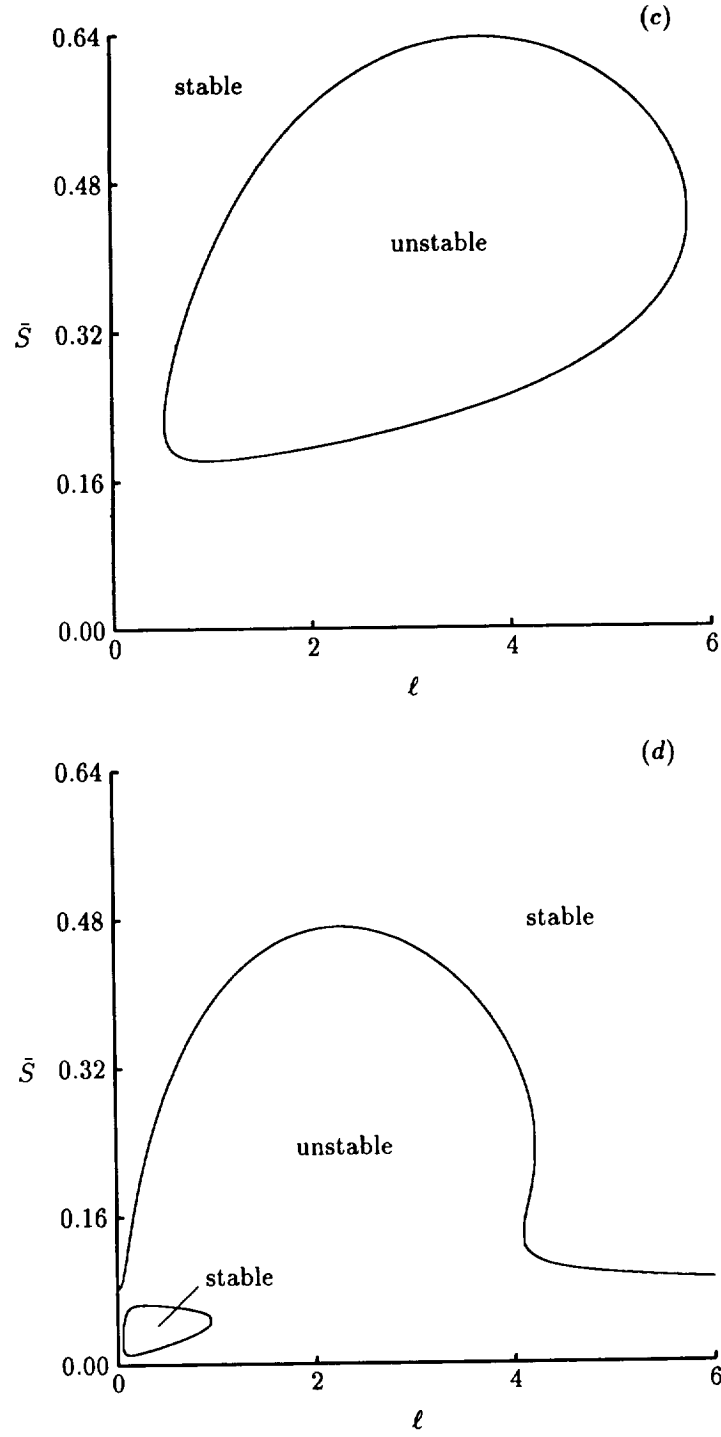 (c)
0.64
stable
0.48
unstable
S̄ 0.32
0.16
0.00
0 2 4 6
ℓ
(d)
0.64
0.48
stable
S̄ 0.32
unstable
0.16
stable
0.00
0 2 4 6
ℓ